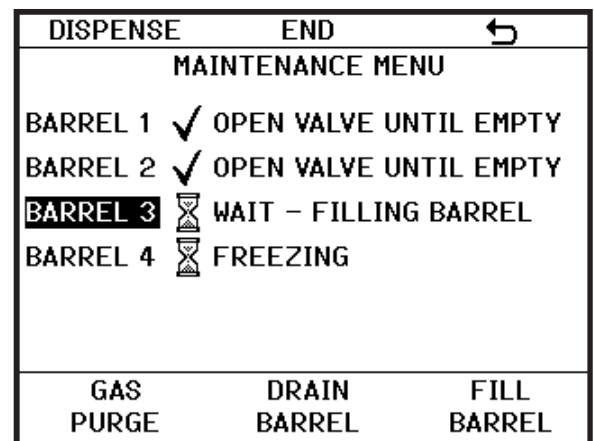 DISPENSE END
MAINTENANCE MENU
BARREL 1 OPEN VALVE UNTIL EMPTY
BARREL 2 OPEN VALVE UNTIL EMPTY
BARREL 3 WAIT – FILLING BARREL
BARREL 4 FREEZING
GAS DRAIN FILL
PURGE BARREL BARREL